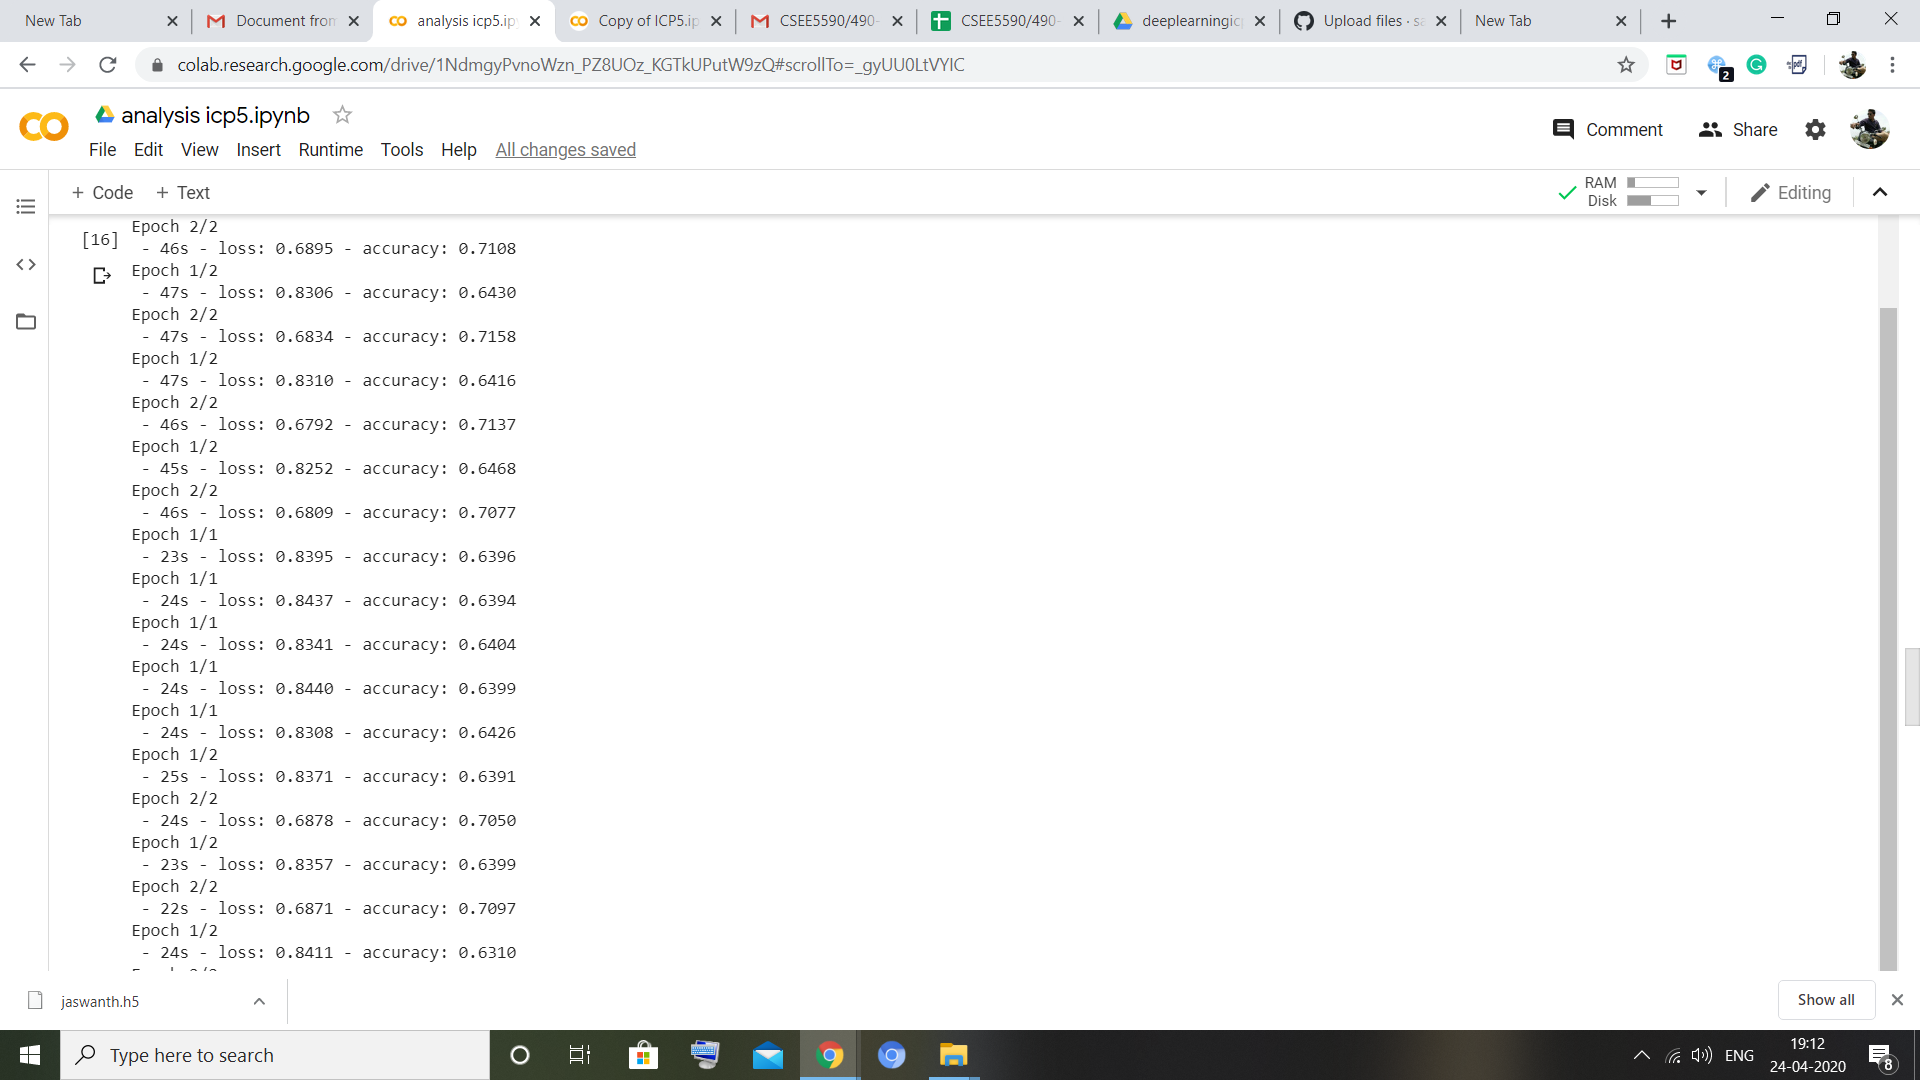 New Tab
Document from
analysis icp5.ip
Copy of ICP5.ip
CSEE5590/490-
CSEE5590/490-
deeplearningic
Upload files · sa
New Tab
colab.research.google.com/drive/1NdmgyPvnoWzn_PZ8UOz_KGTkUPutW9zQ#scrollTo=_gyUU0LtVYIC
2
analysis icp5.ipynb
Comment
Share
File Edit View Insert Runtime Tools Help All changes saved
+ Code + Text
RAM
Disk
Editing
[16]
Epoch 2/2
- 46s - loss: 0.6895 - accuracy: 0.7108
Epoch 1/2
- 47s - loss: 0.8306 - accuracy: 0.6430
Epoch 2/2
- 47s - loss: 0.6834 - accuracy: 0.7158
Epoch 1/2
- 47s - loss: 0.8310 - accuracy: 0.6416
Epoch 2/2
- 46s - loss: 0.6792 - accuracy: 0.7137
Epoch 1/2
- 45s - loss: 0.8252 - accuracy: 0.6468
Epoch 2/2
- 46s - loss: 0.6809 - accuracy: 0.7077
Epoch 1/1
- 23s - loss: 0.8395 - accuracy: 0.6396
Epoch 1/1
- 24s - loss: 0.8437 - accuracy: 0.6394
Epoch 1/1
- 24s - loss: 0.8341 - accuracy: 0.6404
Epoch 1/1
- 24s - loss: 0.8440 - accuracy: 0.6399
Epoch 1/1
- 24s - loss: 0.8308 - accuracy: 0.6426
Epoch 1/2
- 25s - loss: 0.8371 - accuracy: 0.6391
Epoch 2/2
- 24s - loss: 0.6878 - accuracy: 0.7050
Epoch 1/2
- 23s - loss: 0.8357 - accuracy: 0.6399
Epoch 2/2
- 22s - loss: 0.6871 - accuracy: 0.7097
Epoch 1/2
- 24s - loss: 0.8411 - accuracy: 0.6310
jaswanth.h5
Show all
Type here to search
ENG
19:12
24-04-2020
8